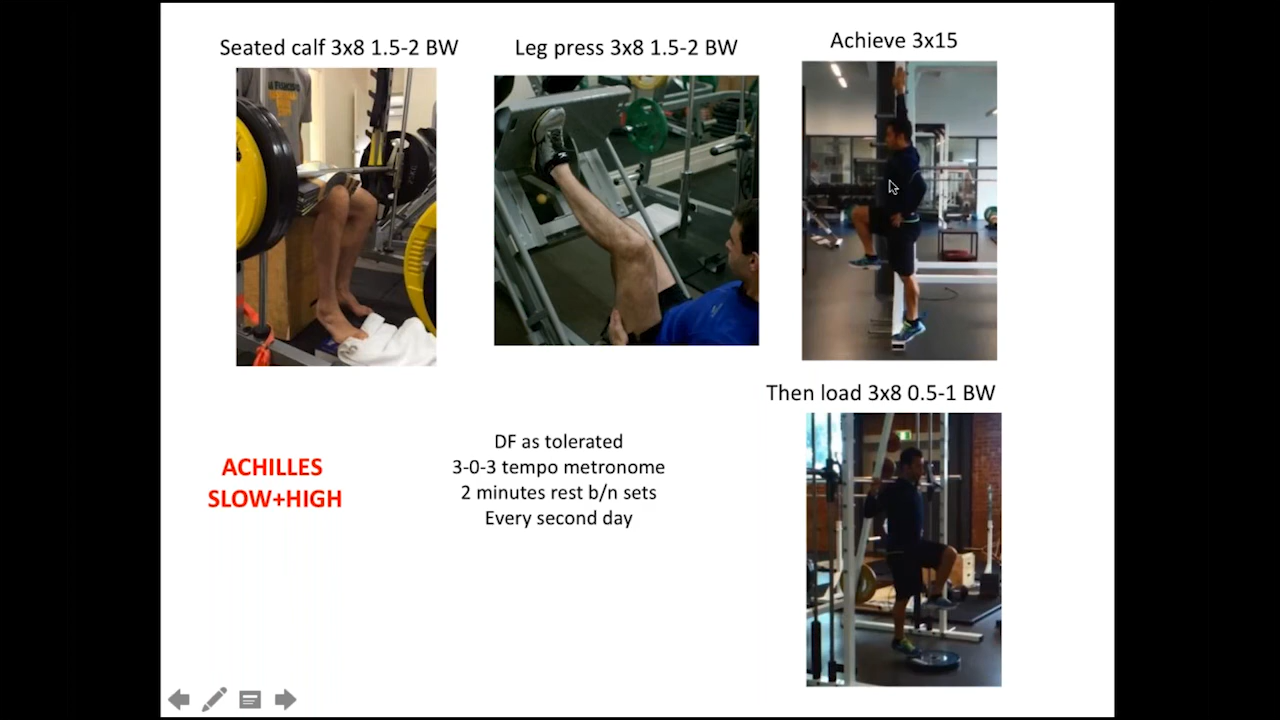 Seated calf 3x8 1.5-2 BW
Leg press 3x8 1.5-2 BW
Achieve 3x15
Then load 3x8 0.5-1 BW
ACHILLES
SLOW+HIGH
DF as tolerated
3-0-3 tempo metronome
2 minutes rest b/n sets
Every second day